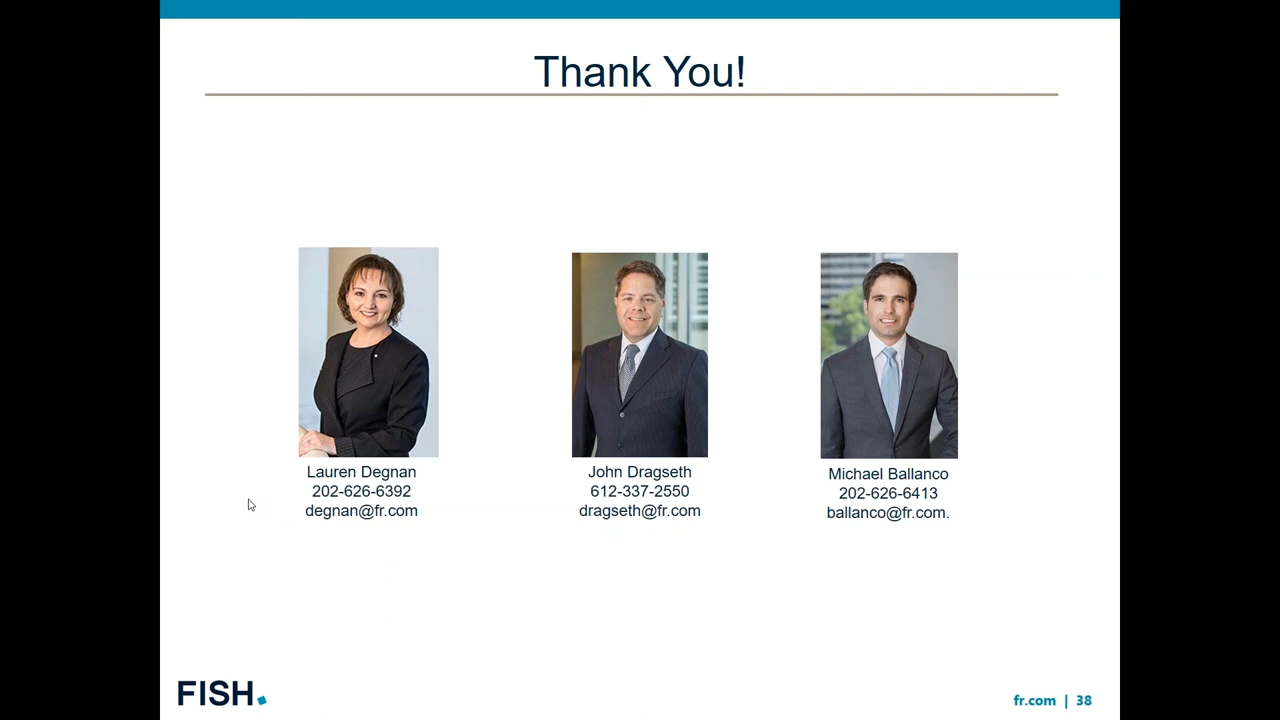 Thank You!
Lauren Degnan
202-626-6392
degnan@fr.com
John Dragseth
612-337-2550
dragseth@fr.com
Michael Ballanco
202-626-6413
ballanco@fr.com.
FISH.
fr.com | 38